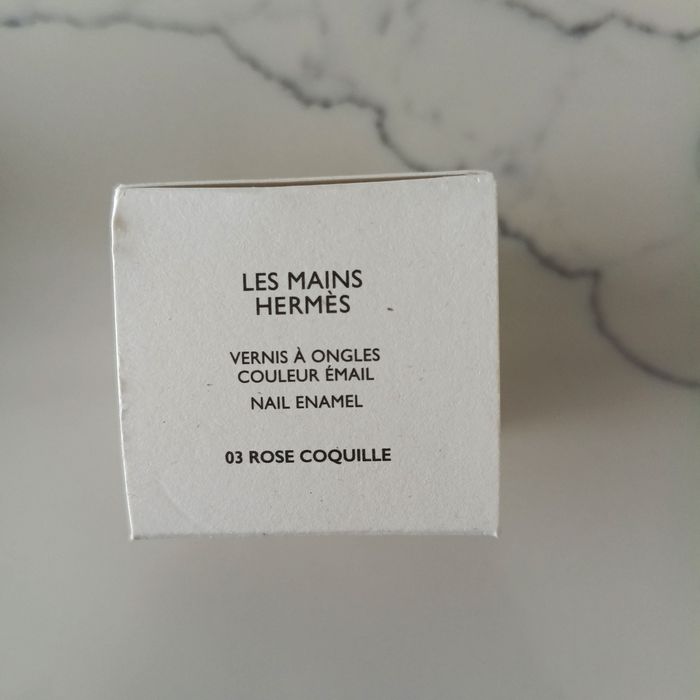 LES MAINS
HERMÈS
VERNIS À ONGLES
COULEUR ÉMAIL
NAIL ENAMEL
03 ROSE COQUILLE